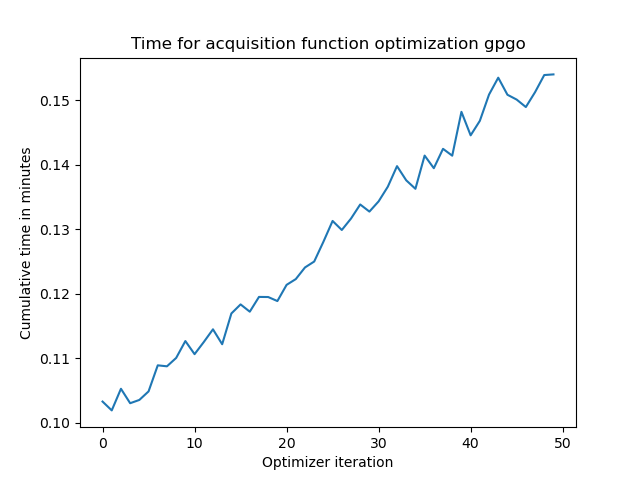 Time for acquisition function optimization gpgo
Cumulative time in minutes
0.15
0.14
0.13
0.12
0.11
0.10
0 10 20 30 40 50
Optimizer iteration